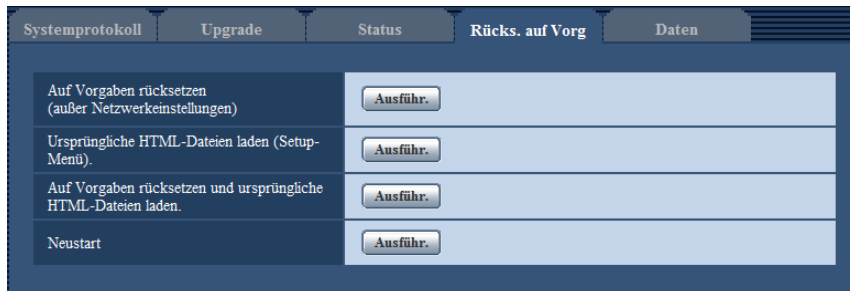 Systemprotokoll Upgrade Status Rücks. auf Vorg Daten
Auf Vorgaben rücksetzen
(außer Netzwerkeinstellungen)
Ausführ.
Ursprüngliche HTML-Dateien laden (Setup-
Menü).
Ausführ.
Auf Vorgaben rücksetzen und ursprüngliche
HTML-Dateien laden.
Ausführ.
Neustart
Ausführ.